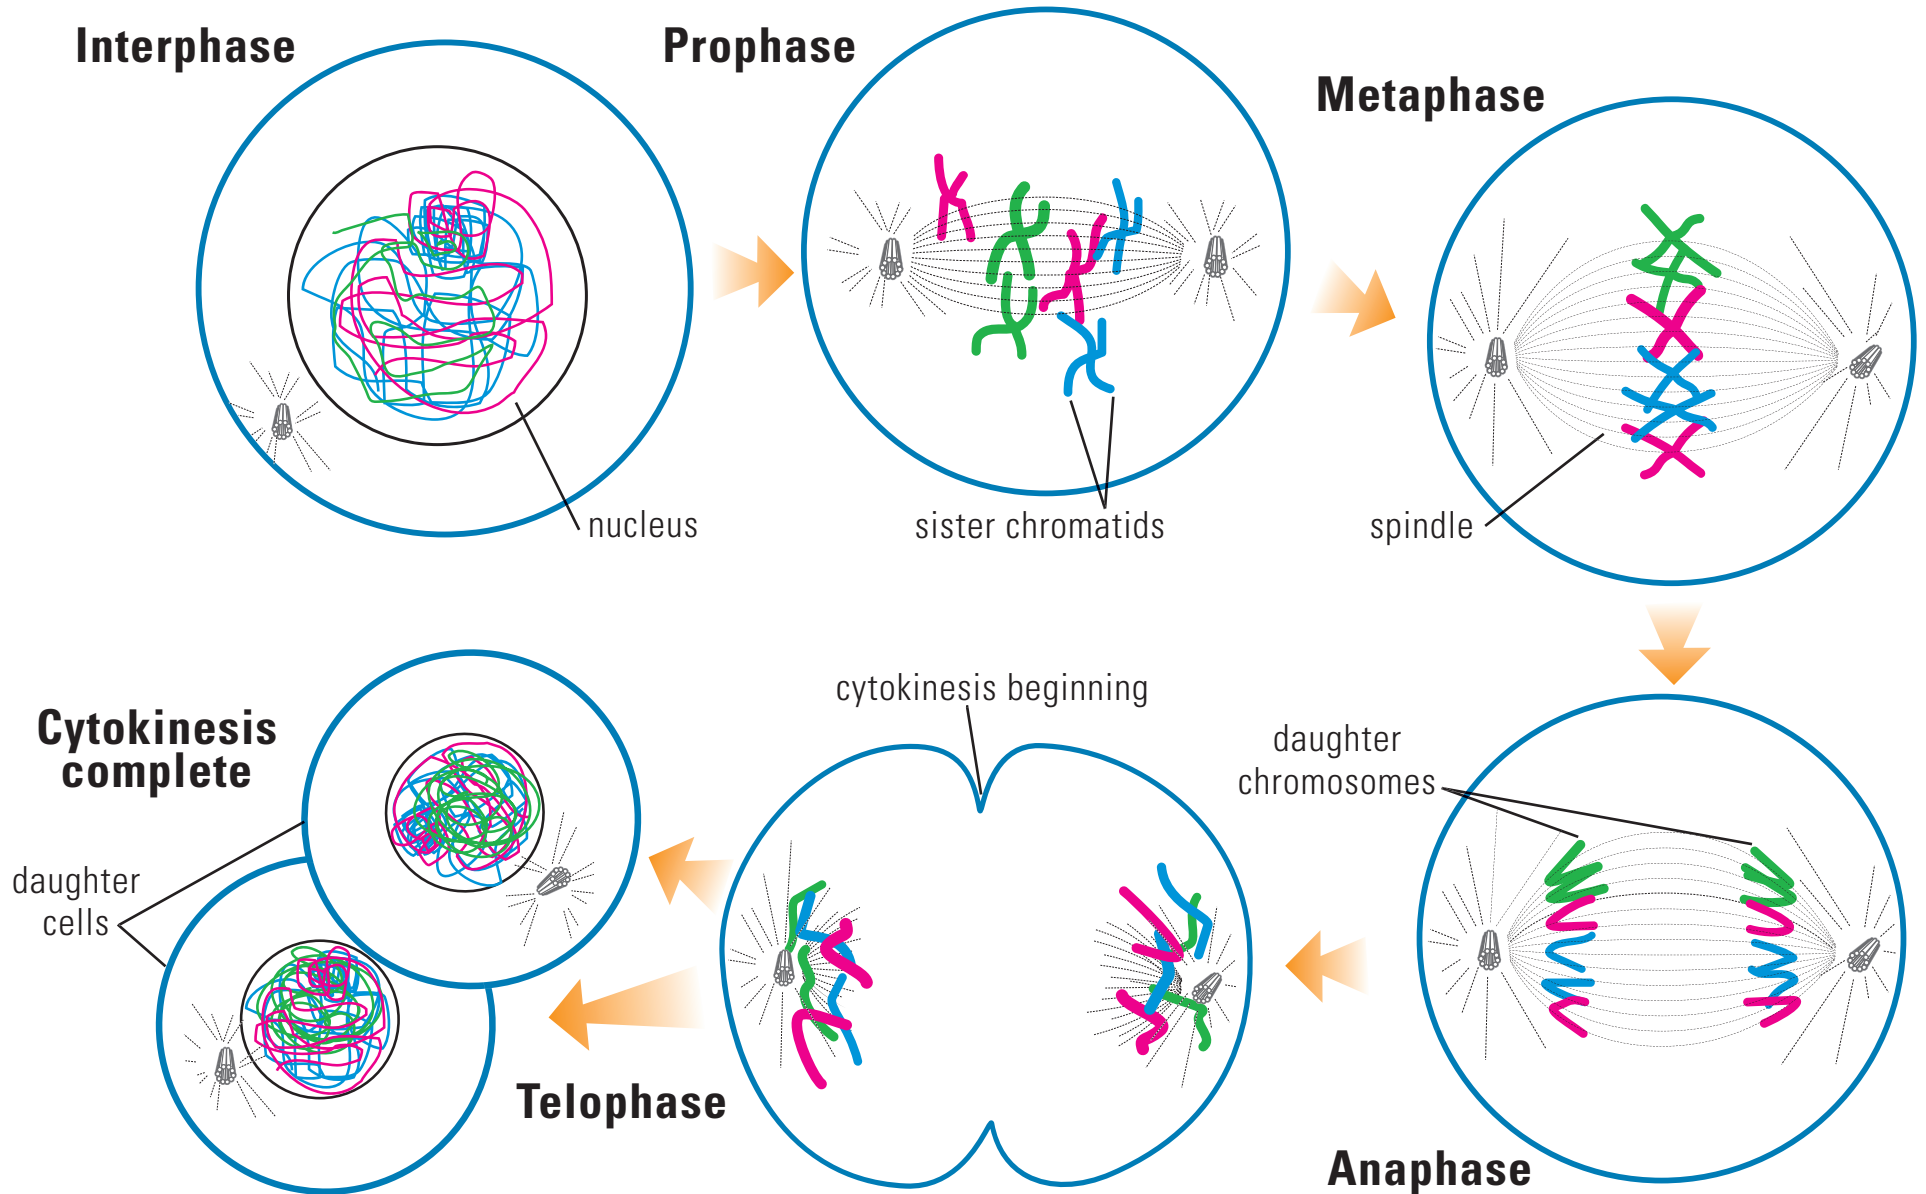 Interphase
Prophase
Metaphase
nucleus
sister chromatids
spindle
Cytokinesis
complete
cytokinesis beginning
daughter
chromosomes
daughter
cells
Telophase
Anaphase